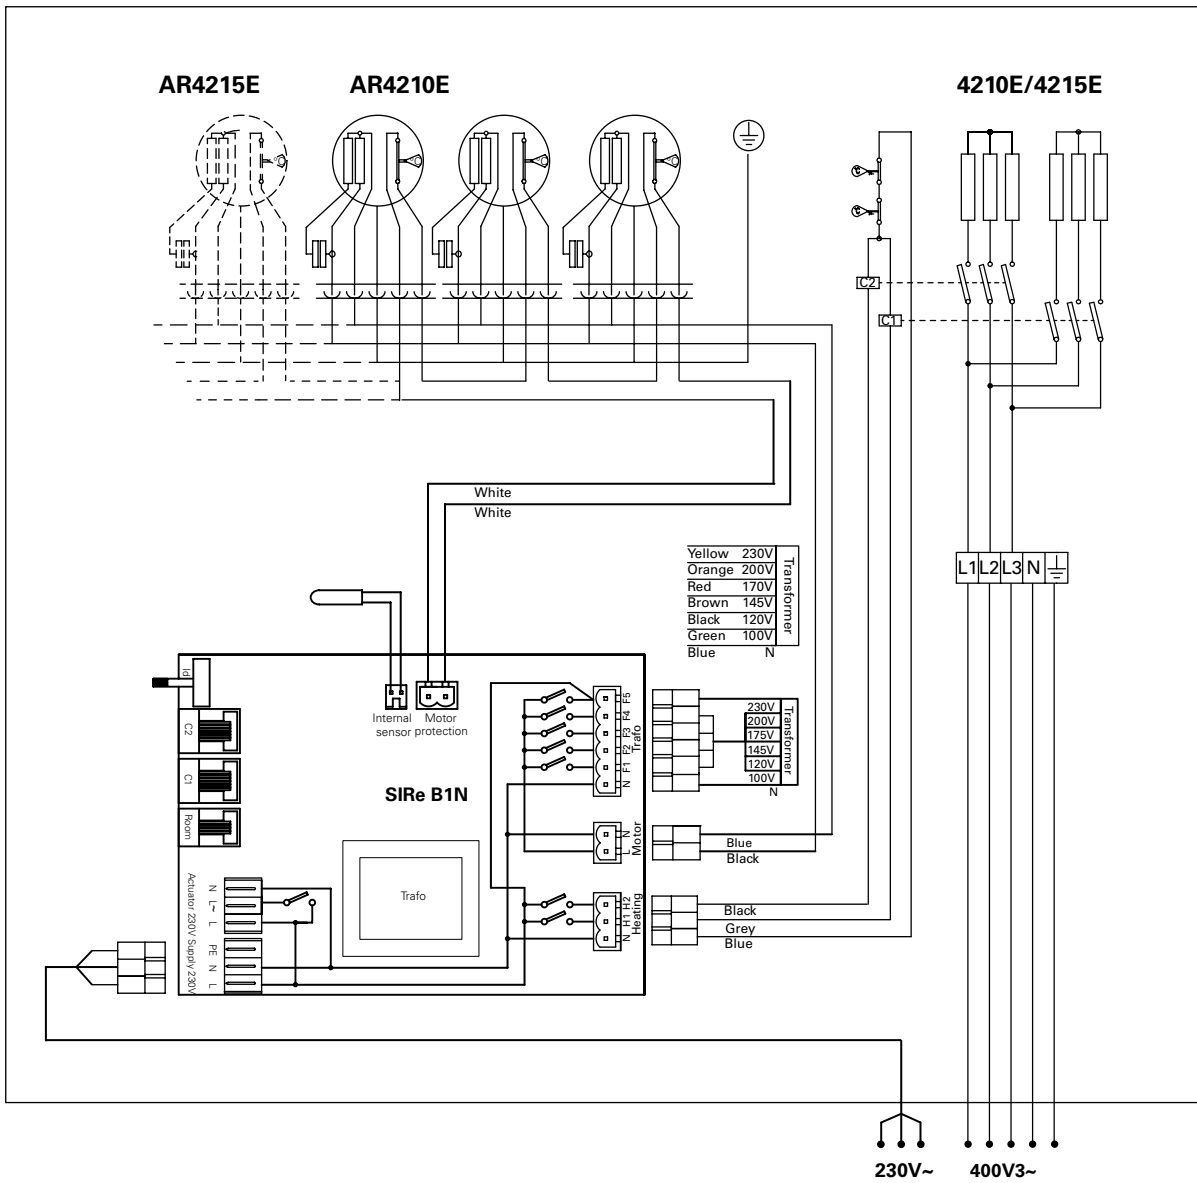 AR4215E
AR4210E
4210E/4215E
C2
C1
White
White
Yellow 230V
Orange 200V
Red 170V
Brown 145V
Black 120V
Green 100V
Blue N
Transformer
L1 L2 L3 N
Id
C2
C1
Room
Internal sensor
Motor protection
SIRe B1N
Trafo
F5
F4
F3
F2
F1
N
Trafo
230V
200V
175V
145V
120V
100V
N
Transformer
N
L
Motor
Blue
Black
H2
H1
N
Heating
Black
Grey
Blue
Actuator 230V
N
L~
L
Supply 230V
PE
N
L
230V~
400V3~